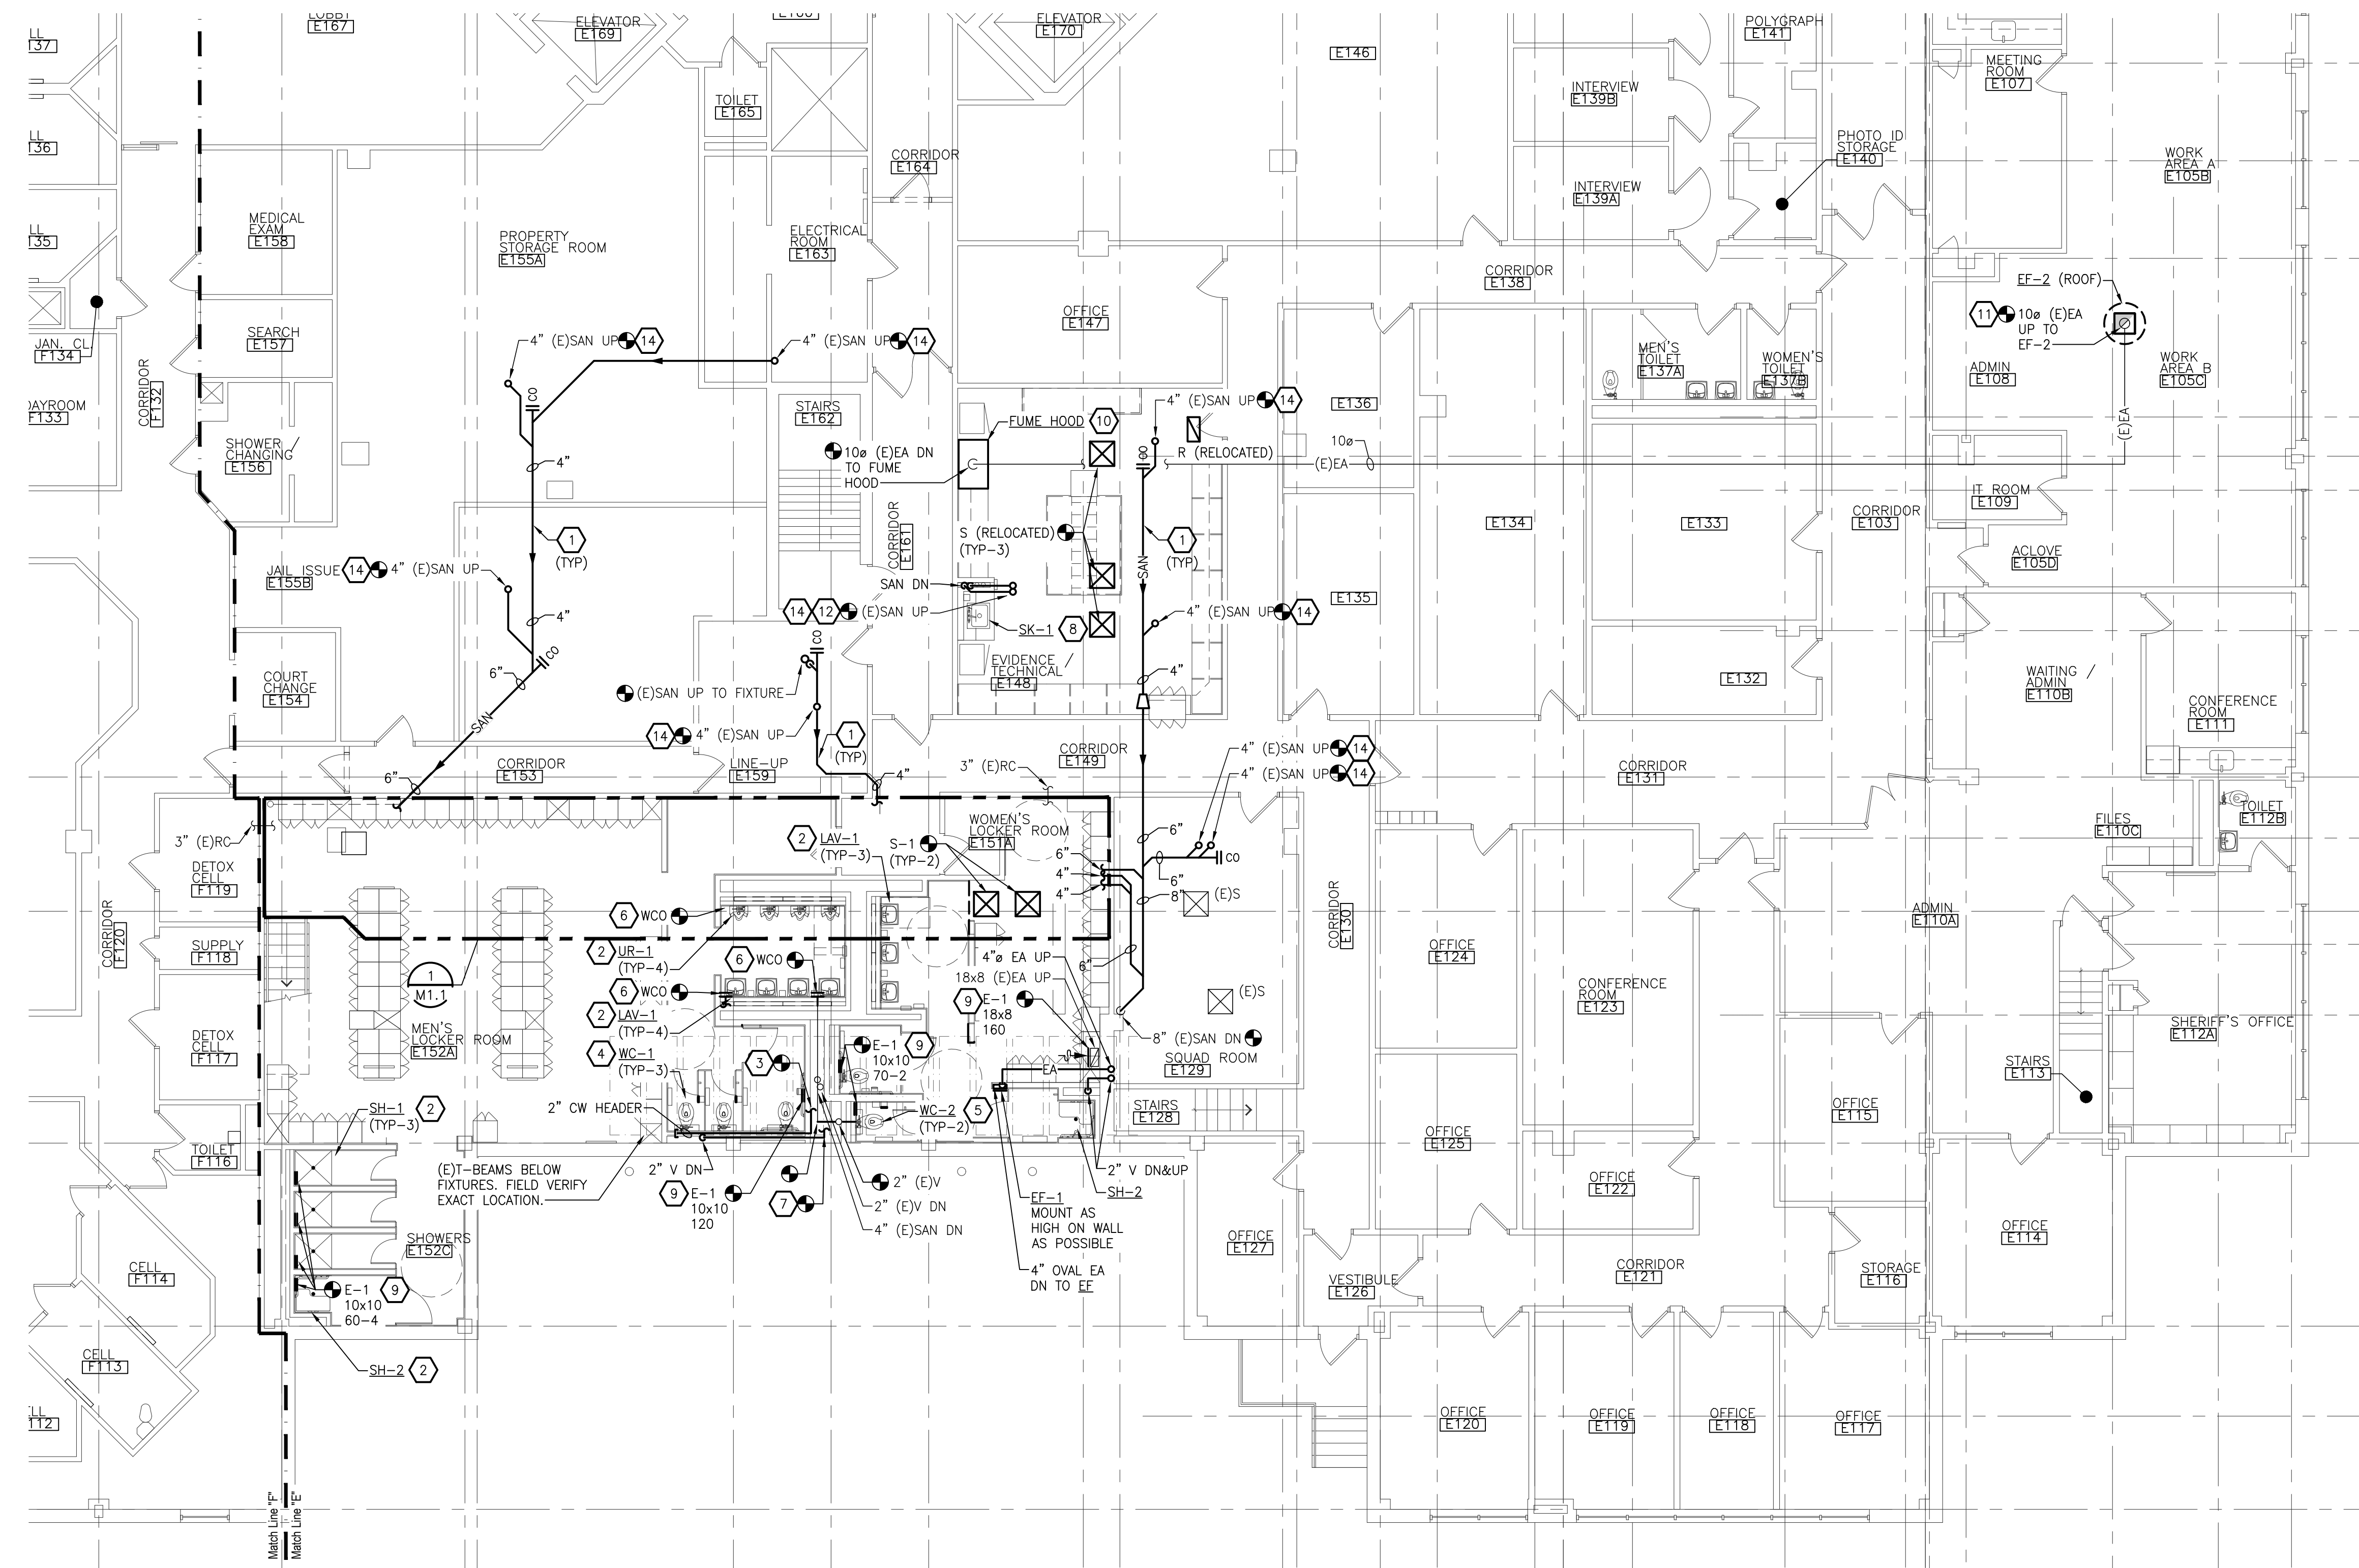 LOBBY
E167
ELEVATOR
E169
ELEVATOR
E170
E146
POLYGRAPH
E141
MEETING
ROOM
E107
INTERVIEW
E139B
TOILET
E165
PHOTO ID
STORAGE
E140
CORRIDOR
E164
WORK
AREA A
E105B
INTERVIEW
E139A
MEDICAL
EXAM
E158
PROPERTY
STORAGE ROOM
E155A
ELECTRICAL
ROOM
E163
CORRIDOR
E138
EF-2 (ROOF)
11
10ø (E)EA
UP TO
EF-2
OFFICE
E147
SEARCH
E157
JAN. CL.
F134
4" (E)SAN UP
14
4" (E)SAN UP
14
MEN'S
TOILET
E137A
WOMEN'S
TOILET
E137B
ADMIN
E108
WORK
AREA B
E105C
CORRIDOR
F132
DAYROOM
F133
CO
STAIRS
E162
FUME HOOD
10
4" (E)SAN UP
14
E136
(E)EA
SHOWER /
CHANGING
E156
10ø (E)EA DN
TO FUME
HOOD
CO
R (RELOCATED)
10ø
(E)EA
4"
IT ROOM
E109
CORRIDOR
E161
S (RELOCATED)
(TYP-3)
1
(TYP)
1
(TYP)
E134
E133
CORRIDOR
E103
ACLOVE
E105D
JAIL ISSUE
E155B
14
4" (E)SAN UP
SAN DN
SAN
4"
14
12
(E)SAN UP
SK-1
8
4" (E)SAN UP
14
E135
CO
CO
6"
EVIDENCE /
TECHNICAL
E148
4"
COURT
CHANGE
E154
(E)SAN UP TO FIXTURE
E132
WAITING /
ADMIN
E110B
CONFERENCE
ROOM
E111
SAN
14
4" (E)SAN UP
1
(TYP)
CORRIDOR
E149
4" (E)SAN UP
14
4" (E)SAN UP
14
CORRIDOR
E153
LINE-UP
E159
4"
6"
3" (E)RC
CORRIDOR
E131
3" (E)RC
WOMEN'S
LOCKER ROOM
E151A
2
LAV-1
(TYP-3)
S-1
(TYP-2)
6"
6"
4"
4"
CO
6"
8"
(E)S
TOILET
E112B
FILES
E110C
DETOX
CELL
F119
CORRIDOR
F120
6
WCO
CORRIDOR
E130
ADMIN
E110A
SUPPLY
F118
2
UR-1
(TYP-4)
6
WCO
4"ø EA UP
18x8 (E)EA UP
6"
OFFICE
E124
1
M1.1
6
WCO
9
E-1
18x8
160
(E)S
CONFERENCE
ROOM
E123
2
LAV-1
(TYP-4)
MEN'S
LOCKER ROOM
E152A
DETOX
CELL
F117
8" (E)SAN DN
SHERIFF'S OFFICE
E112A
4
WC-1
(TYP-3)
3
E-1
10x10
70-2
9
EA
SQUAD ROOM
E129
STAIRS
E113
SH-1
(TYP-3)
2
2" CW HEADER
WC-2
(TYP-2)
5
STAIRS
E128
OFFICE
E115
OFFICE
E125
TOILET
F116
(E)T-BEAMS BELOW
FIXTURES. FIELD VERIFY
EXACT LOCATION.
2" V DN
9
E-1
10x10
120
7
2" (E)V
2" (E)V DN
4" (E)SAN DN
2" V DN&UP
SH-2
EF-1
MOUNT AS
HIGH ON WALL
AS POSSIBLE
4" OVAL EA
DN TO EF
OFFICE
E122
OFFICE
E127
OFFICE
E114
SHOWERS
E152C
CELL
F114
E-1
10x10
60-4
9
VESTIBULE
E126
CORRIDOR
E121
STORAGE
E116
CELL
F113
SH-2
2
OFFICE
E120
OFFICE
E119
OFFICE
E118
OFFICE
E117
Match Line "F"
Match Line "E"